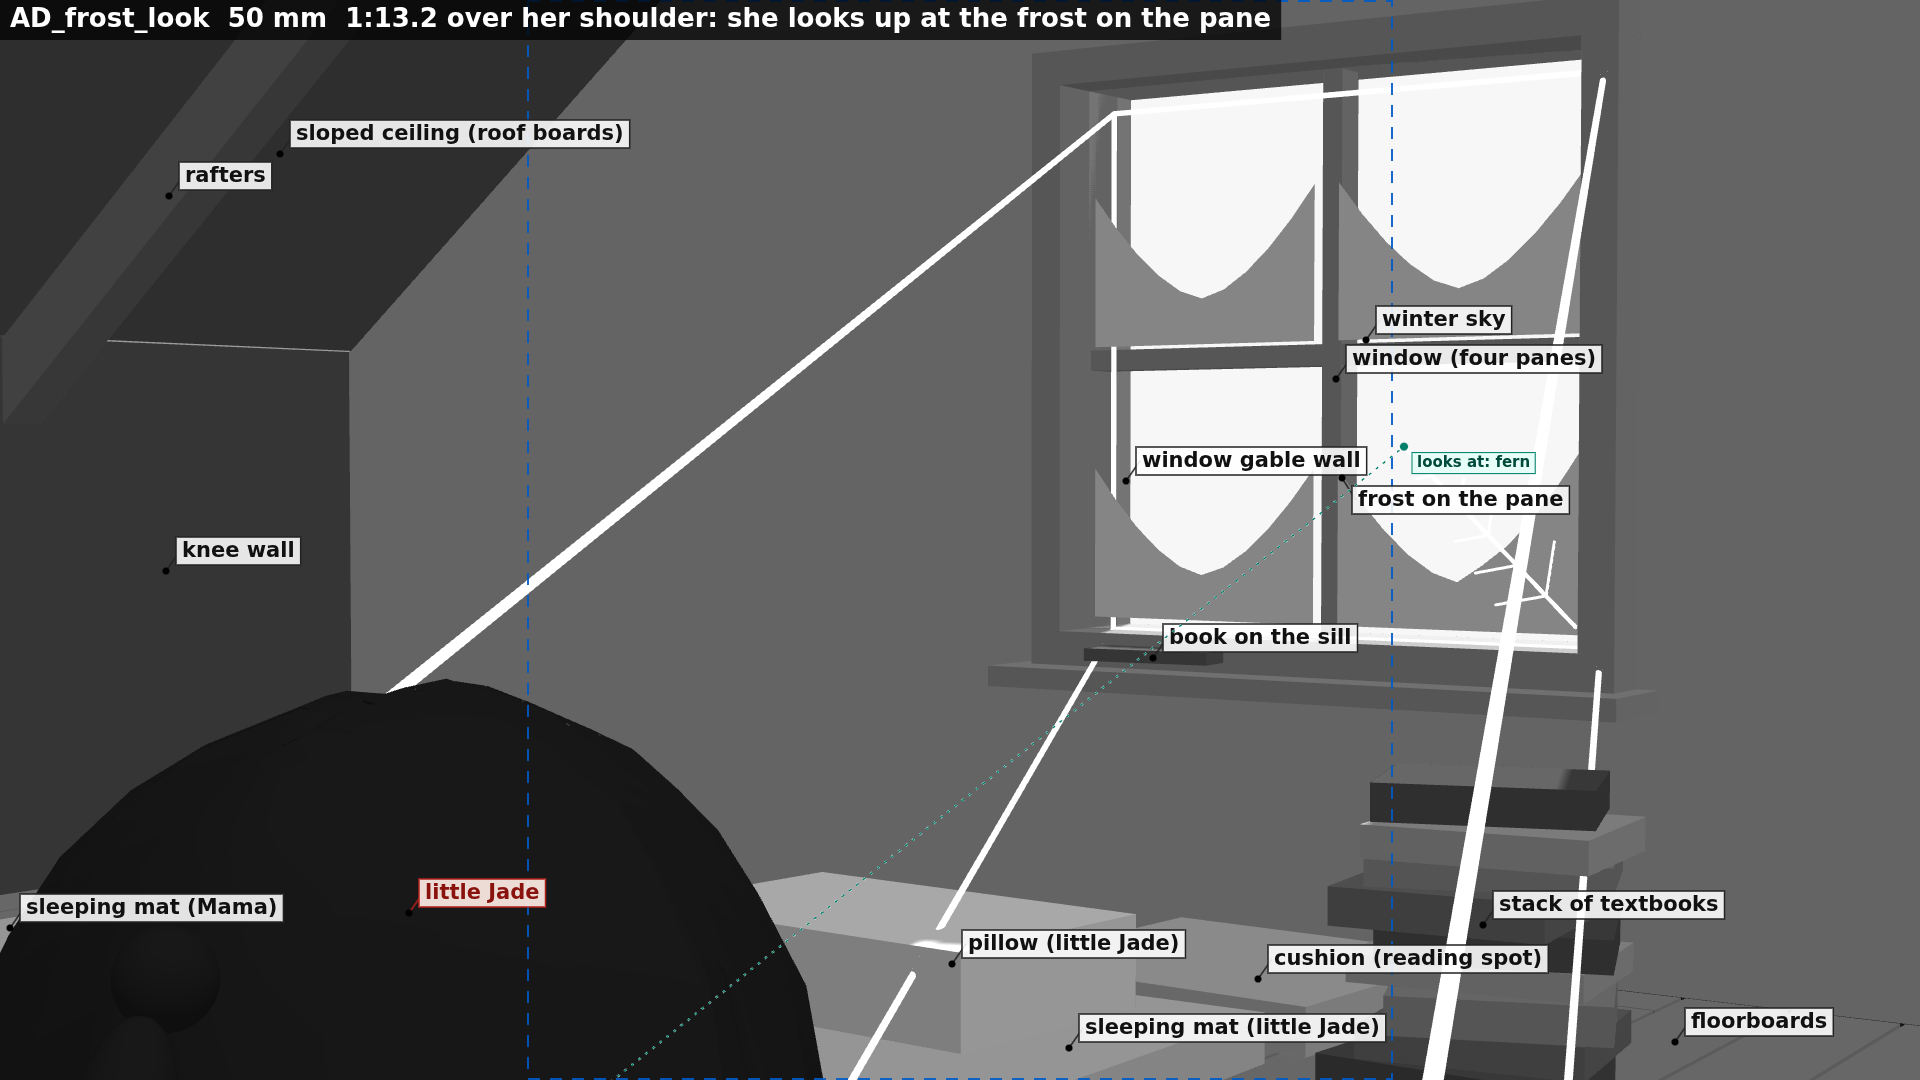 AD_frost_look 50 mm 1:13.2 over her shoulder: she looks up at the frost on the pane
sloped ceiling (roof boards)
rafters
winter sky
window (four panes)
window gable wall
looks at: fern
frost on the pane
knee wall
book on the sill
little Jade
sleeping mat (Mama)
stack of textbooks
pillow (little Jade)
cushion (reading spot)
sleeping mat (little Jade)
floorboards